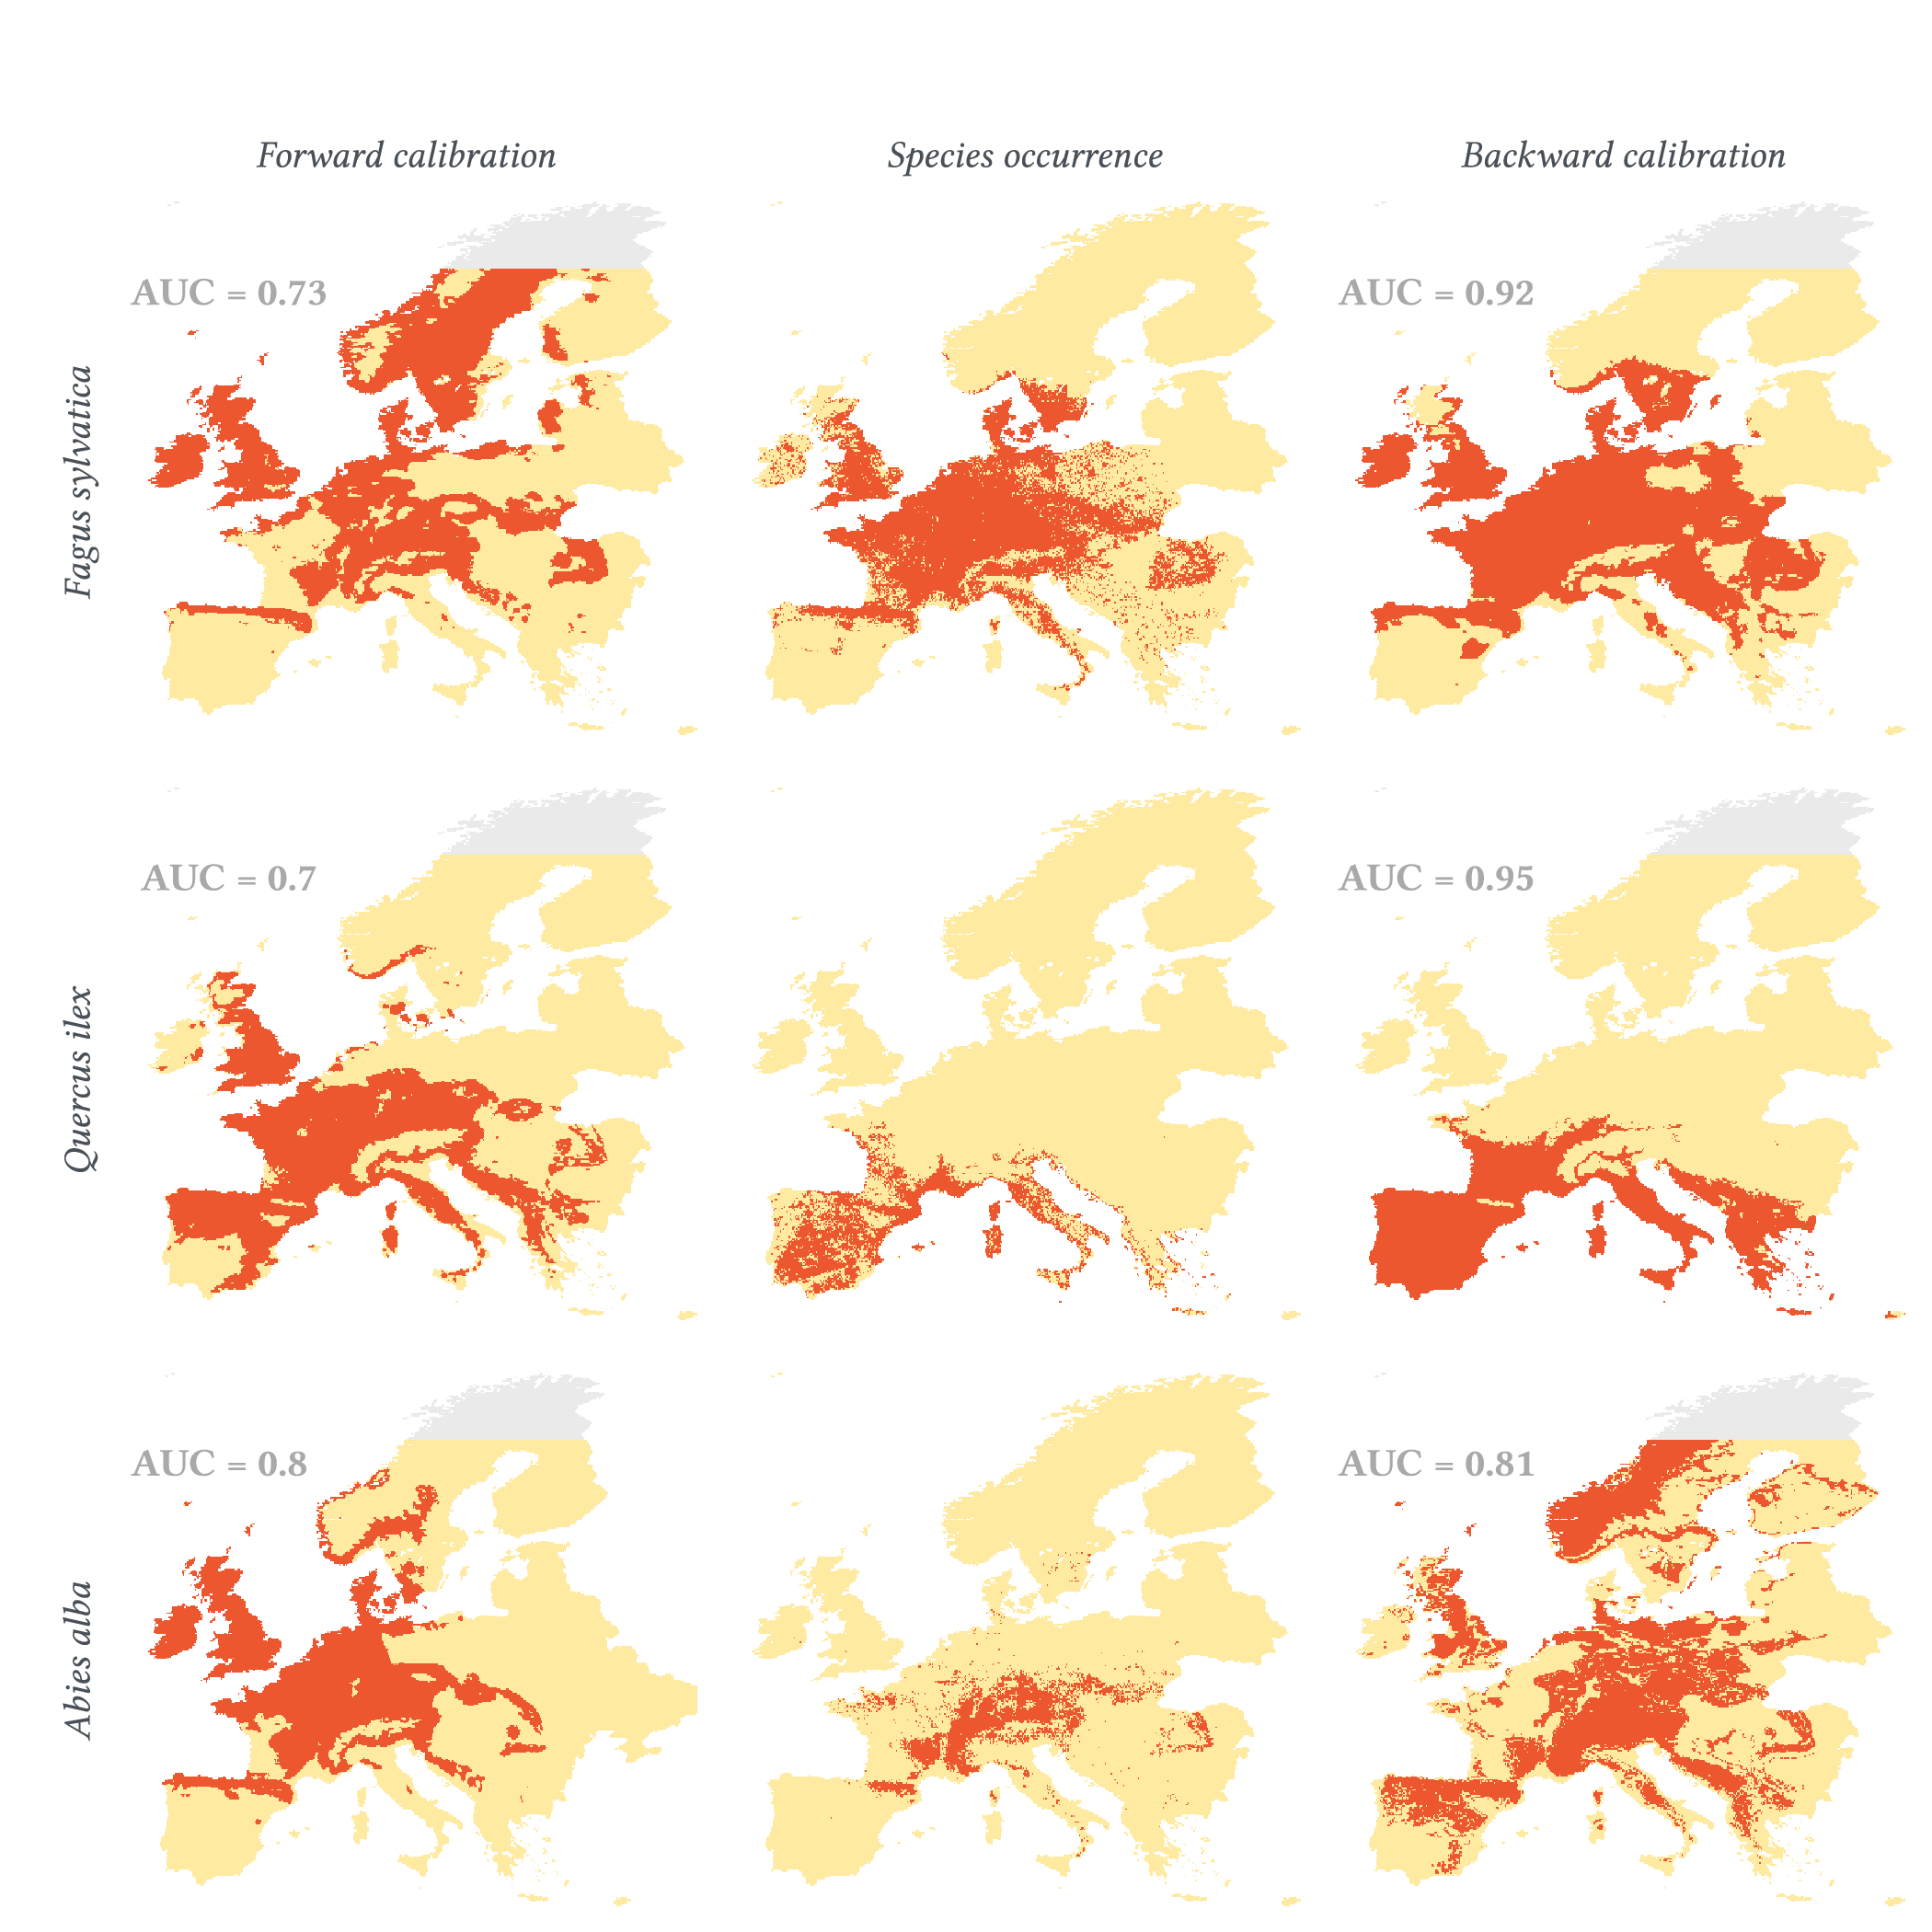 Forward calibration
Species occurrence
Backward calibration
Fagus sylvatica
AUC = 0.73
AUC = 0.92
Quercus ilex
AUC = 0.7
AUC = 0.95
Abies alba
AUC = 0.8
AUC = 0.81